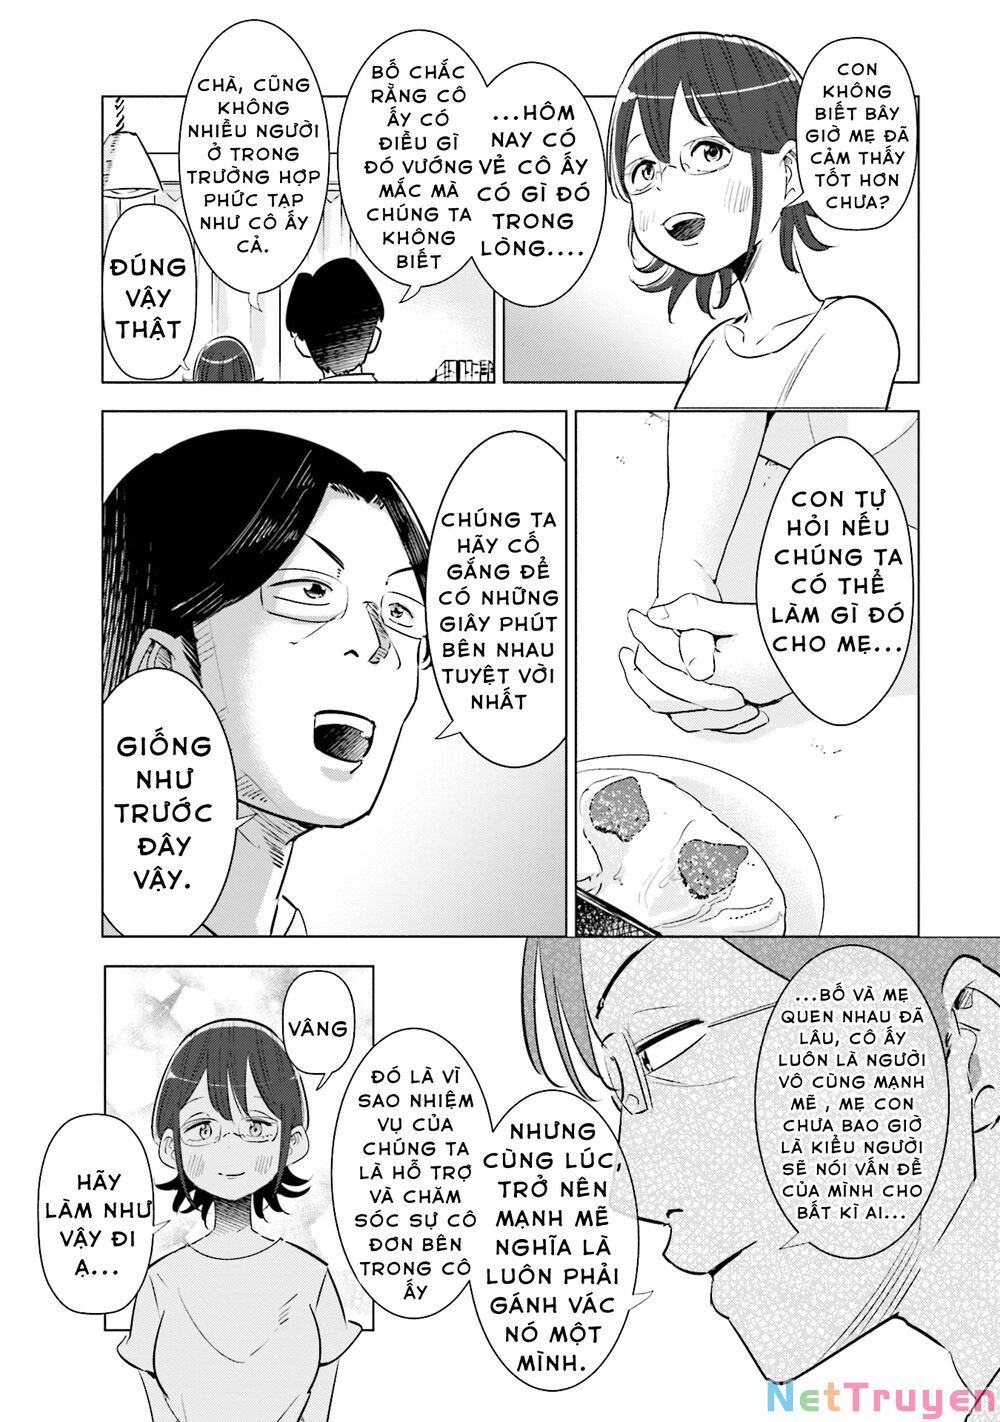 CON
KHÔNG
BIẾT BÂY
GIỜ MẸ ĐÃ
CẢM THẤY
TỐT HƠN
CHƯA?
...HÔM
NAY CÓ
VẺ CÔ ẤY
CÓ GÌ ĐÓ
TRONG
LÒNG....
BỐ CHẮC
RẰNG CÔ
ẤY CÓ
ĐIỀU GÌ
ĐÓ VƯỚNG
MẮC MÀ
CHÚNG TA
KHÔNG
BIẾT
CHÀ, CŨNG
KHÔNG
NHIỀU NGƯỜI
Ở TRONG
TRƯỜNG HỢP
PHỨC TẠP
NHƯ CÔ ẤY
CẢ.
ĐÚNG
VẬY
THẬT
CON TỰ
HỎI NẾU
CHÚNG TA
CÓ THỂ
LÀM GÌ ĐÓ
CHO MẸ...
CHÚNG TA
HÃY CỐ
GẮNG ĐỂ
CÓ NHỮNG
GIÂY PHÚT
BÊN NHAU
TUYỆT VỜI
NHẤT
GIỐNG
NHƯ
TRƯỚC
ĐÂY
VẬY.
...BỐ VÀ MẸ
QUEN NHAU ĐÃ
LÂU, CÔ ẤY
LUÔN LÀ NGƯỜI
VÔ CÙNG MẠNH
MẼ , MẸ CON
CHƯA BAO GIỜ
LÀ KIỂU NGƯỜI
SẼ NÓI VẤN ĐỀ
CỦA MÌNH CHO
BẤT KÌ AI...
NHƯNG
CÙNG LÚC,
TRỞ NÊN
MẠNH MẼ
NGHĨA LÀ
LUÔN PHẢI
GÁNH VÁC
NÓ MỘT
MÌNH.
ĐÓ LÀ VÌ
SAO NHIỆM
VỤ CỦA
CHÚNG TA
LÀ HỖ TRỢ
VÀ CHĂM
SÓC SỰ CÔ
ĐƠN BÊN
TRONG CÔ
ẤY
VÂNG
HÃY
LÀM NHƯ
VẬY ĐI
Ạ...
NetTruyen